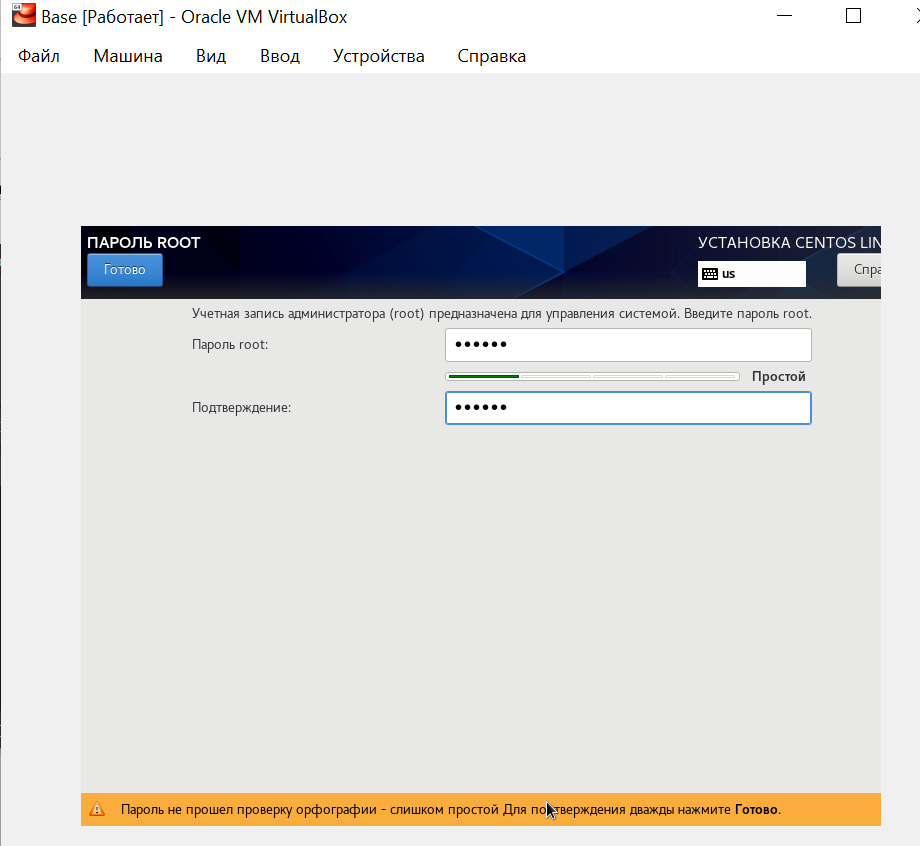 64
Base [Работает] - Oracle VM VirtualBox
Файл Машина Вид Ввод Устройства Справка
ПАРОЛЬ ROOT
УСТАНОВКА CENTOS LIN
Готово
us
Спра
Учетная запись администратора (root) предназначена для управления системой. Введите пароль root.
Пароль root: ••••••
Простой
Подтверждение: ••••••
Пароль не прошел проверку орфографии - слишком простой Для подтверждения дважды нажмите Готово.